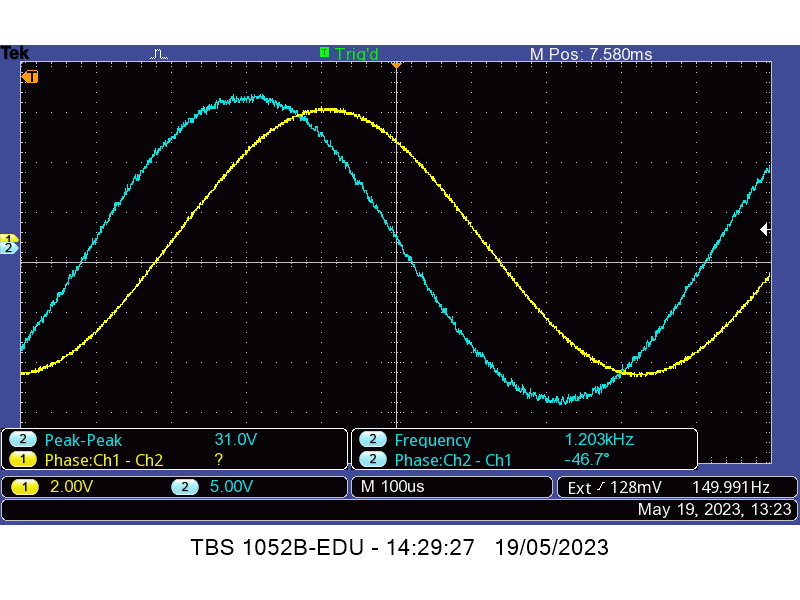 Tek T Trig'd M Pos: 7.580ms
T
1
2
2 Peak-Peak 31.0V 2 Frequency 1.203kHz
1 Phase:Ch1 - Ch2 ? 2 Phase:Ch2 - Ch1 -46.7°
1 2.00V 2 5.00V M 100us Ext 128mV 149.991Hz
May 19, 2023, 13:23
TBS 1052B-EDU - 14:29:27 19/05/2023